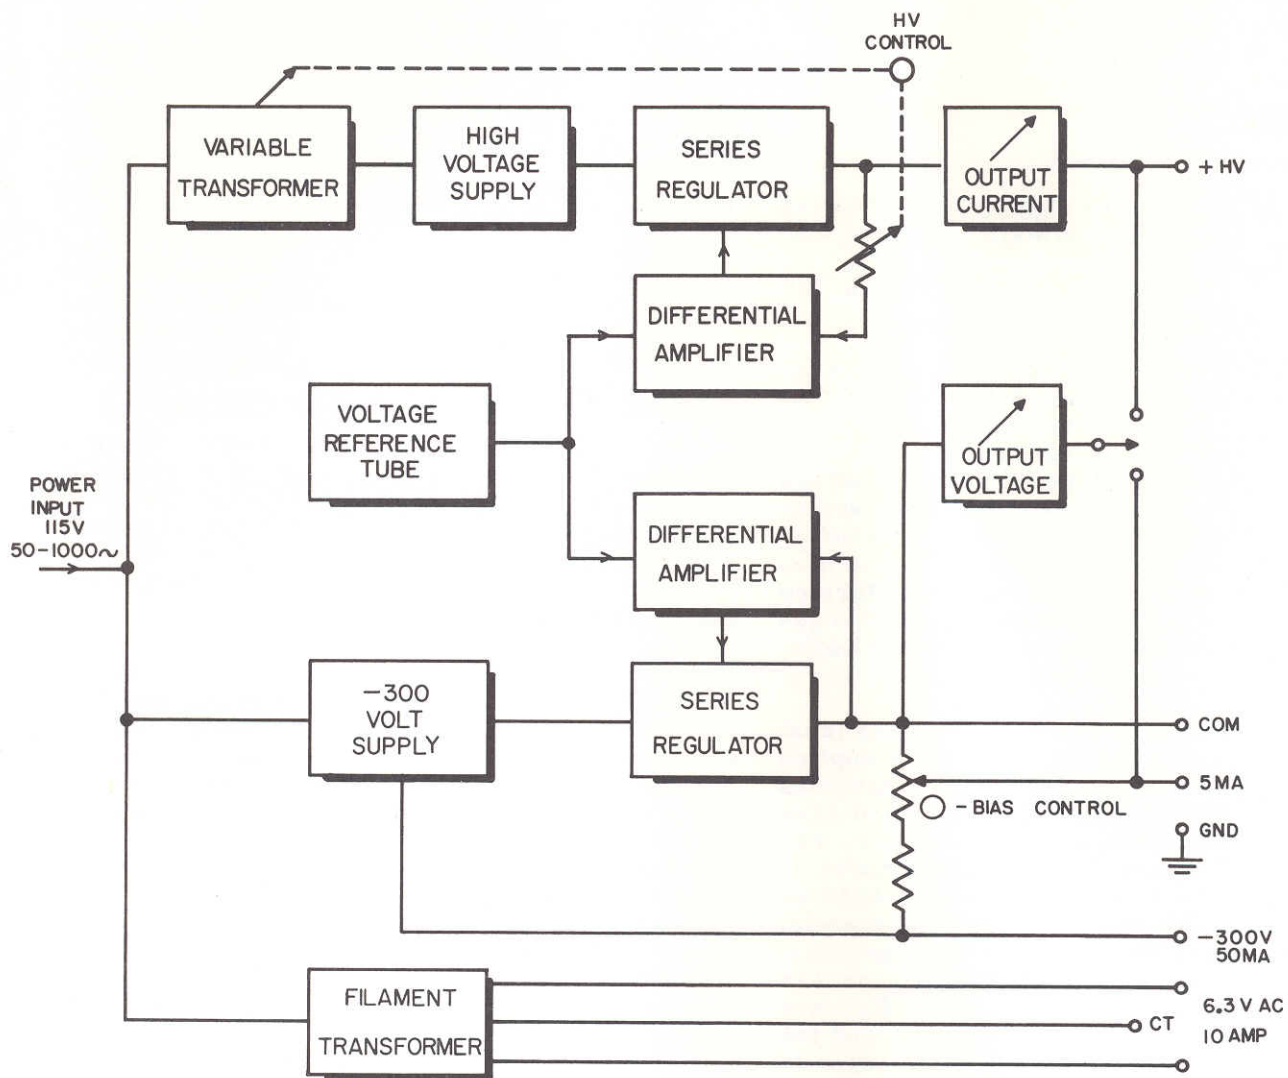 HV
CONTROL
VARIABLE
TRANSFORMER
HIGH
VOLTAGE
SUPPLY
SERIES
REGULATOR
OUTPUT
CURRENT
+ HV
DIFFERENTIAL
AMPLIFIER
VOLTAGE
REFERENCE
TUBE
OUTPUT
VOLTAGE
POWER
INPUT
115V
50-1000~
DIFFERENTIAL
AMPLIFIER
-300
VOLT
SUPPLY
SERIES
REGULATOR
COM
5MA
- BIAS CONTROL
GND
-300V
50MA
FILAMENT
TRANSFORMER
6.3 V AC
CT
10 AMP